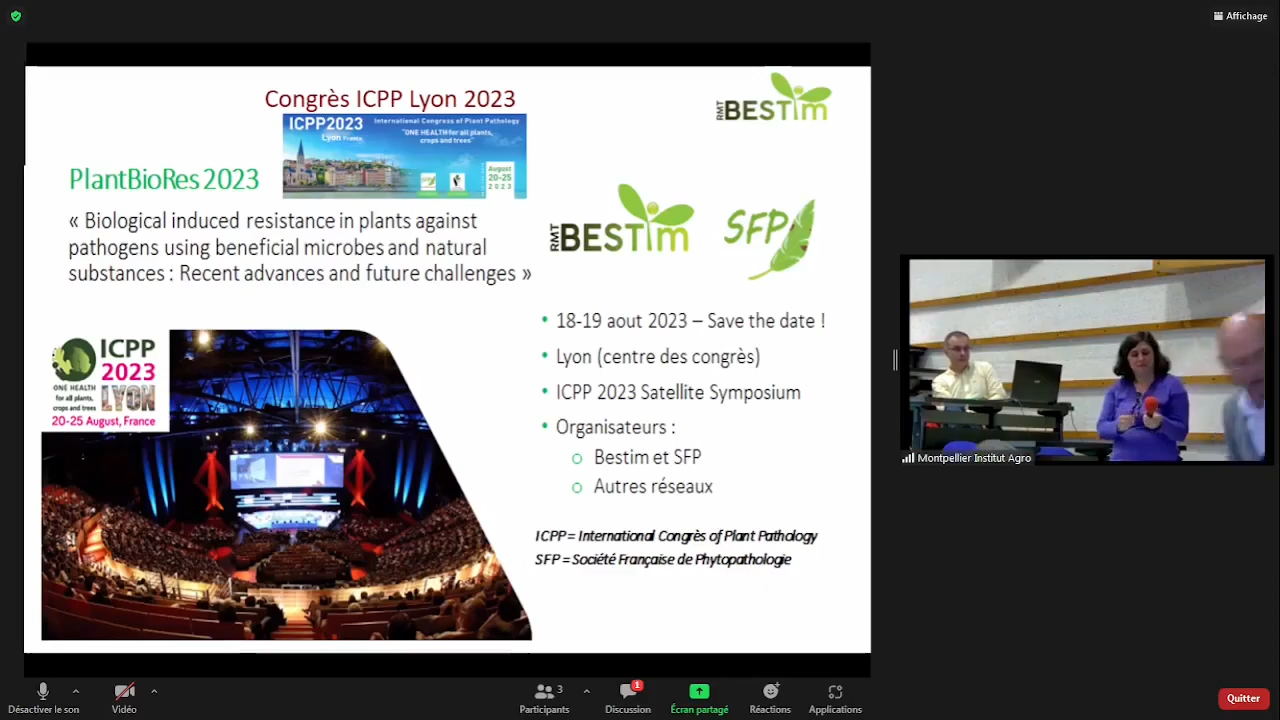 Affichage
Congrès ICPP Lyon 2023
RMT BESTim
ICPP2023
International Congress of Plant Pathology
Lyon France
"ONE HEALTH for all plants,
crops and trees"
August
20-25
2023
PlantBioRes 2023
« Biological induced resistance in plants against
pathogens using beneficial microbes and natural
substances : Recent advances and future challenges »
RMT BESTim
SFP
• 18-19 aout 2023 – Save the date !
• Lyon (centre des congrès)
• ICPP 2023 Satellite Symposium
• Organisateurs :
o Bestim et SFP
o Autres réseaux
ICPP = International Congrès of Plant Pathology
SFP = Société Française de Phytopathologie
ICPP
2023
LYON
ONE HEALTH
for all plants,
crops and trees
20-25 August, France
Montpellier Institut Agro
Désactiver le son
Vidéo
3
Participants
1
Discussion
Écran partagé
Réactions
Applications
Quitter